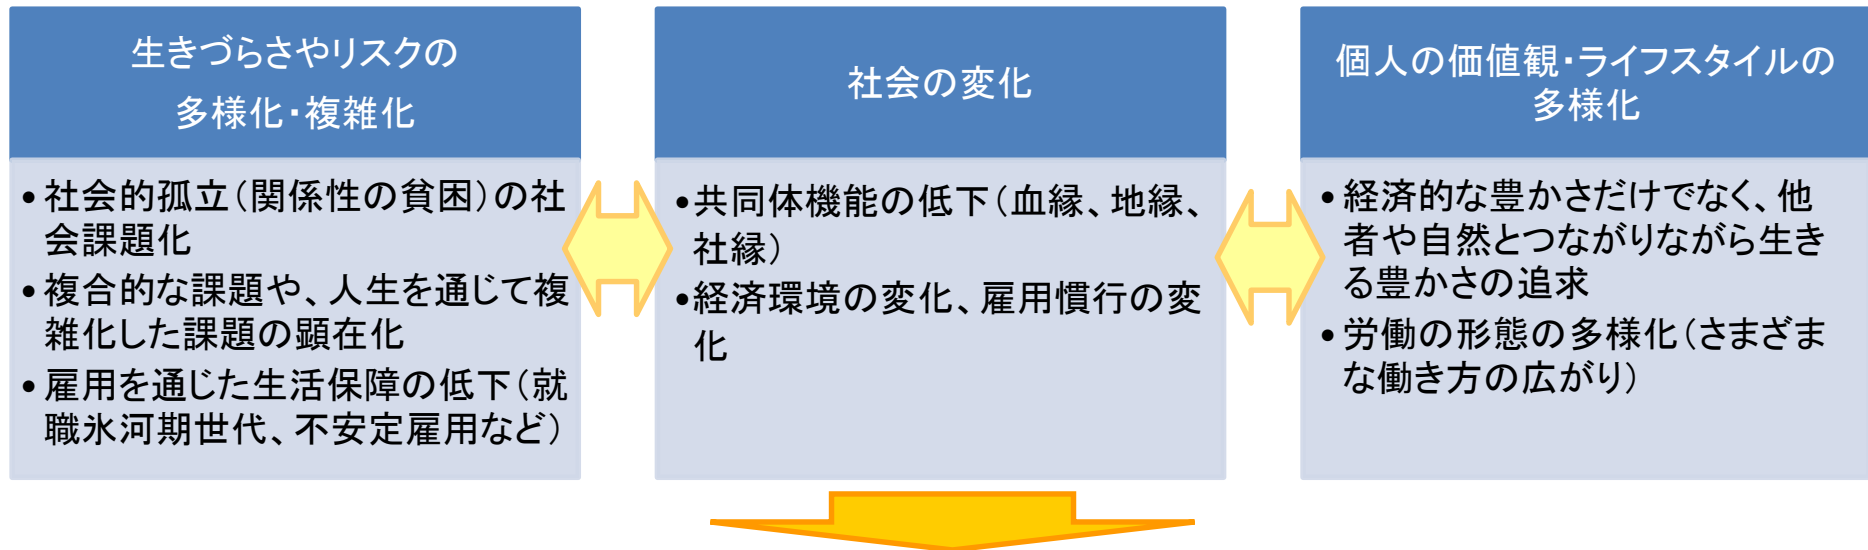 生きづらさやリスクの
多様化・複雑化
• 社会的孤立（関係性の貧困）の社
会課題化
• 複合的な課題や、人生を通じて複
雑化した課題の顕在化
• 雇用を通じた生活保障の低下（就
職氷河期世代、不安定雇用など）
社会の変化
•共同体機能の低下（血縁、地縁、
社縁）
•経済環境の変化、雇用慣行の変
化
個人の価値観・ライフスタイルの
多様化
• 経済的な豊かさだけでなく、他
者や自然とつながりながら生き
る豊かさの追求
• 労働の形態の多様化（さまざま
な働き方の広がり）